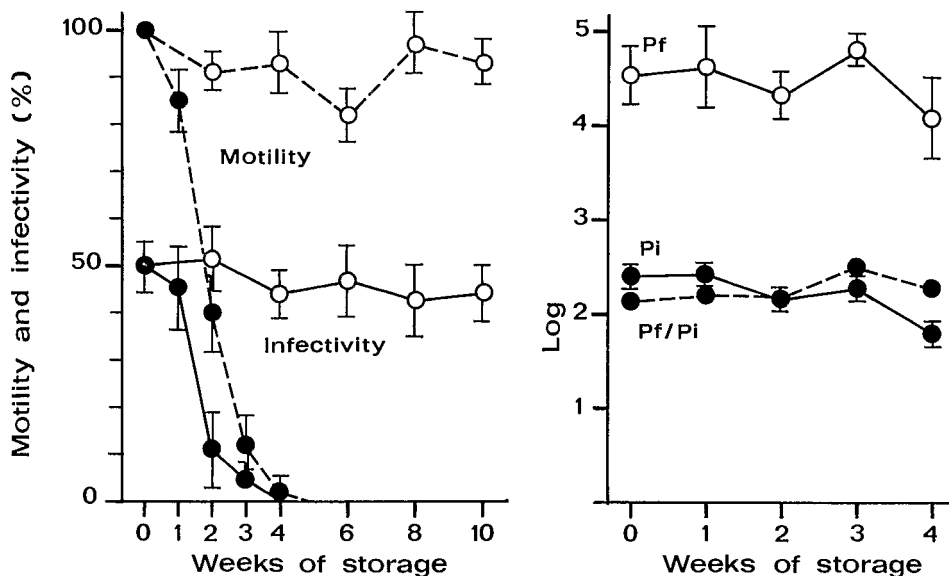 Motility and infectivity (%)
100
50
0
Motility
Infectivity
0 1 2 3 4 6 8 10
Weeks of storage
Log
5
4
3
2
1
Pf
Pi
Pf/Pi
0 1 2 3 4
Weeks of storage